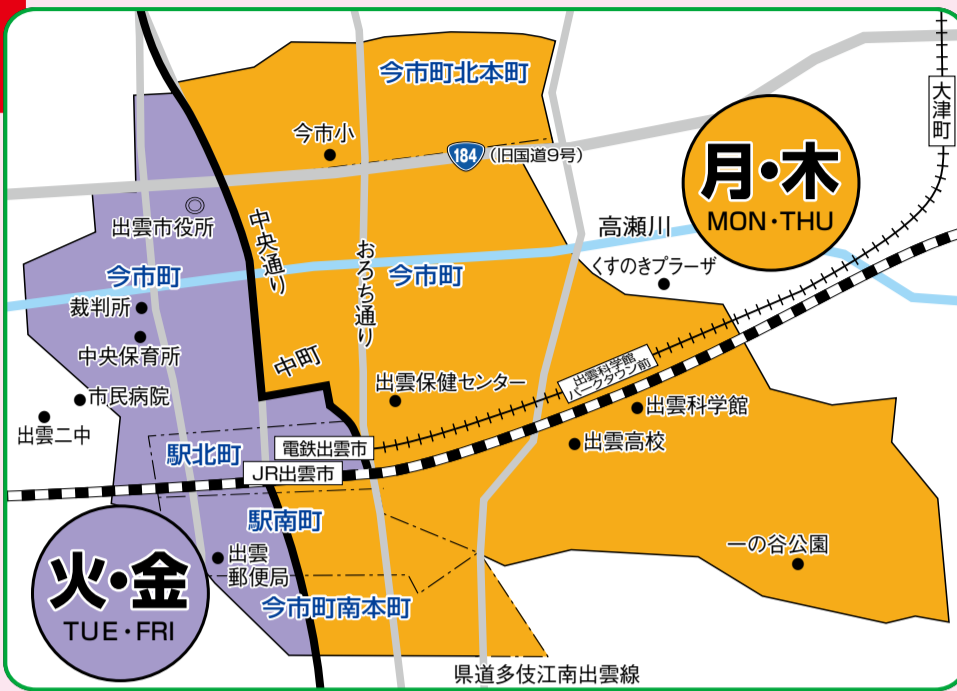 今市町北本町
大津町
今市小
184
(旧国道9号)
月・木
MON・THU
出雲市役所
中央通り
おろち通り
高瀬川
くすのきプラーザ
今市町
今市町
裁判所
中央保育所
中町
市民病院
出雲二中
出雲保健センター
出雲科学館
パークタウン前
出雲科学館
出雲高校
駅北町
電鉄出雲市
JR出雲市
駅南町
出雲
郵便局
一の谷公園
火・金
TUE・FRI
今市町南本町
県道多伎江南出雲線